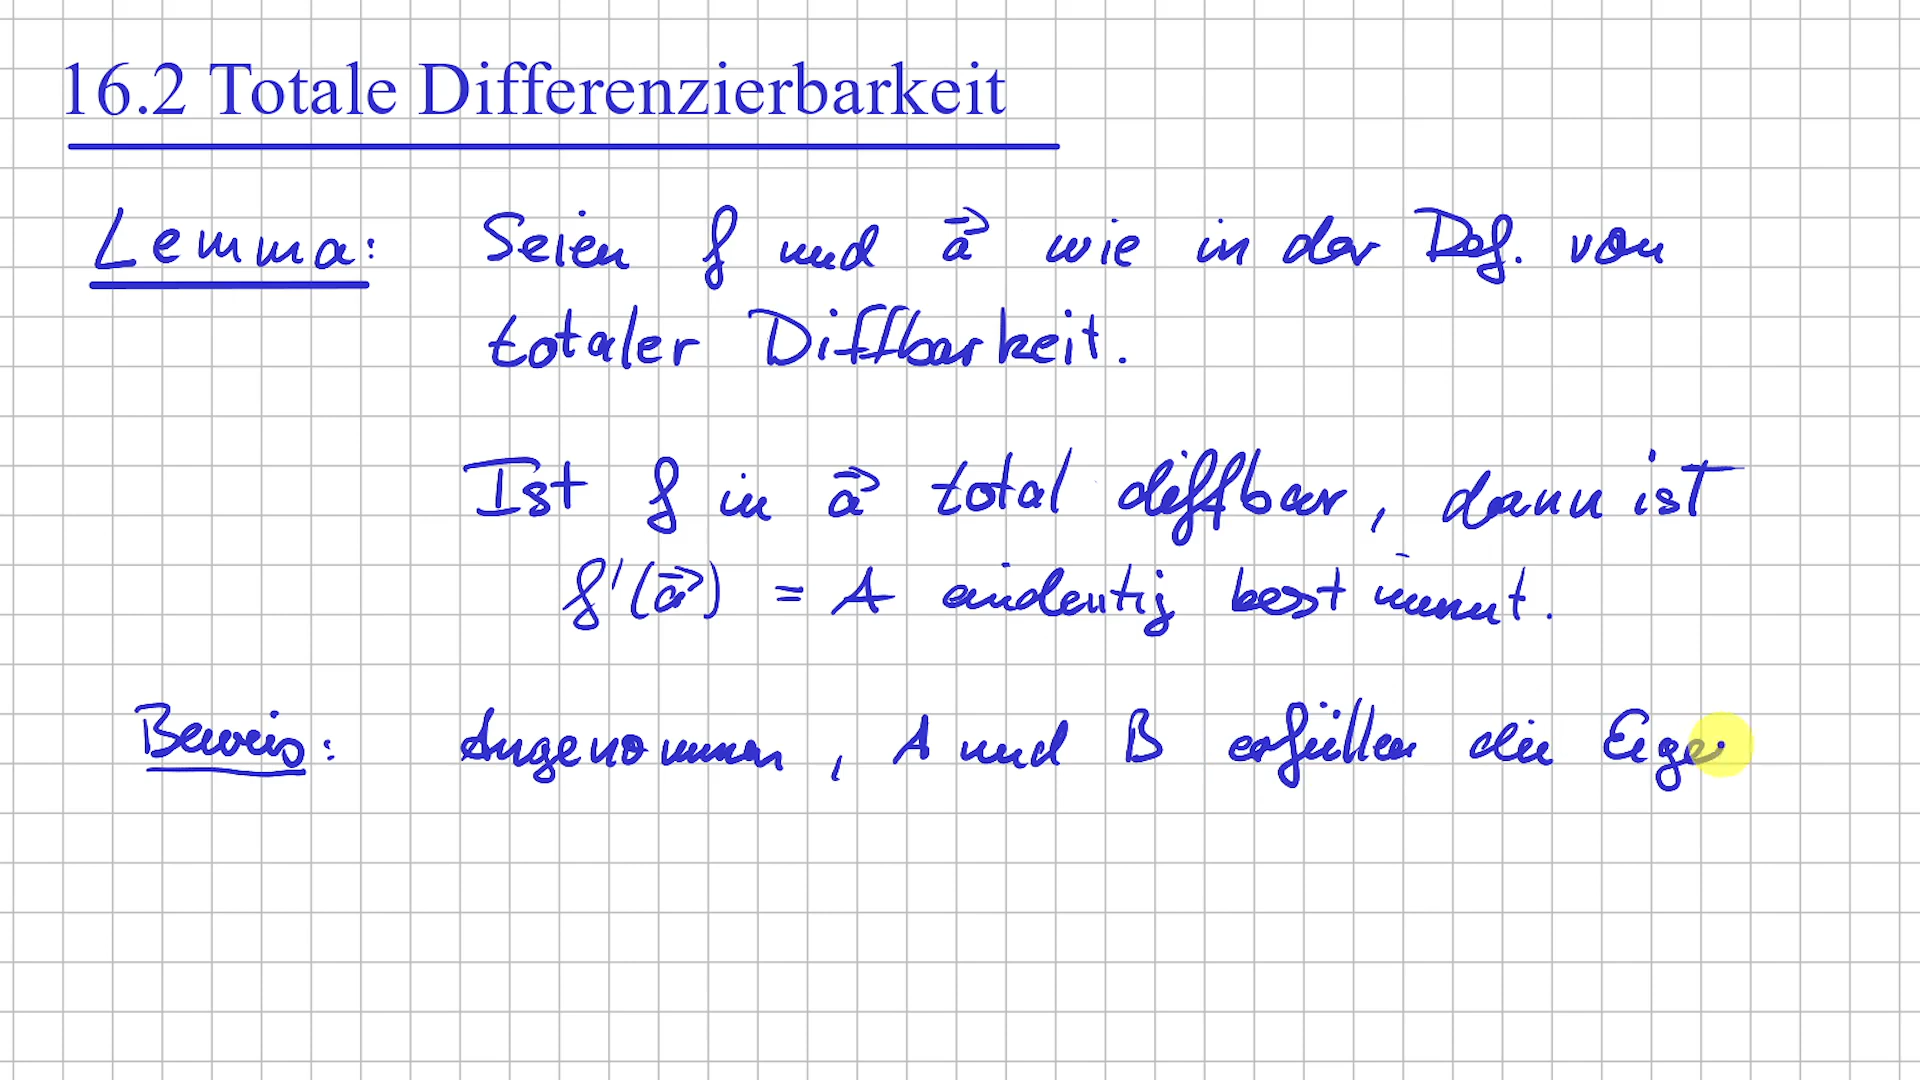 16.2 Totale Differenzierbarkeit
Lemma: Seien f und a⃗ wie in der Def. von
totaler Diffbarkeit.
Ist f in a⃗ total diffbar, dann ist
f'(a⃗) = A eindeutig bestimmt.
Beweis: Angenommen, A und B erfüllen die Eige